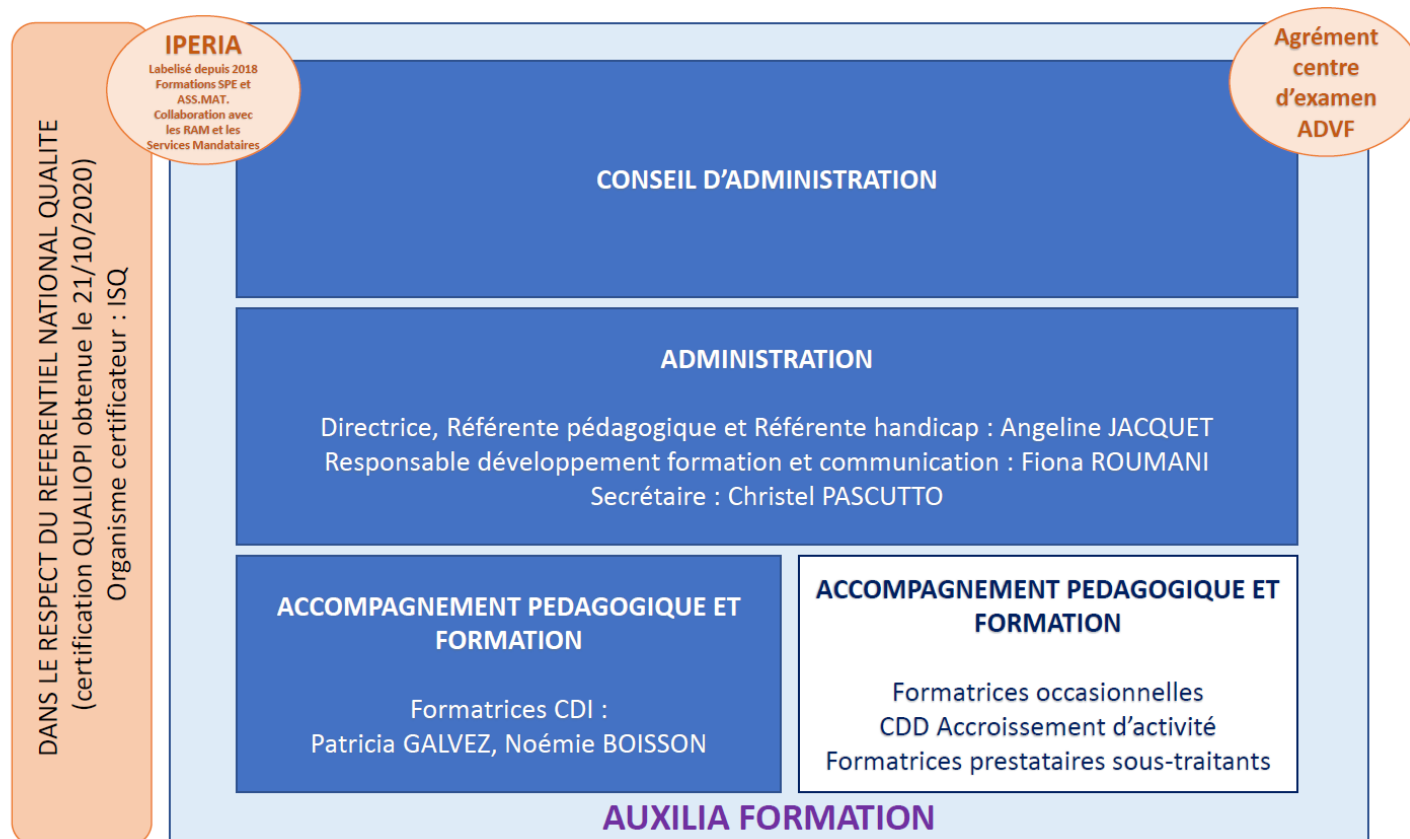 DANS LE RESPECT DU REFERENTIEL NATIONAL QUALITE
(certification QUALIOPI obtenue le 21/10/2020)
Organisme certificateur : ISQ
IPERIA
Labelisé depuis 2018
Formations SPE et
ASS.MAT.
Collaboration avec
les RAM et les
Services Mandataires
Agrément
centre
d'examen
ADVF
CONSEIL D'ADMINISTRATION
ADMINISTRATION
Directrice, Référente pédagogique et Référente handicap : Angeline JACQUET
Responsable développement formation et communication : Fiona ROUMANI
Secrétaire : Christel PASCUTTO
ACCOMPAGNEMENT PEDAGOGIQUE ET
FORMATION
Formatrices CDI :
Patricia GALVEZ, Noémie BOISSON
ACCOMPAGNEMENT PEDAGOGIQUE ET
FORMATION
Formatrices occasionnelles
CDD Accroissement d'activité
Formatrices prestataires sous-traitants
AUXILIA FORMATION